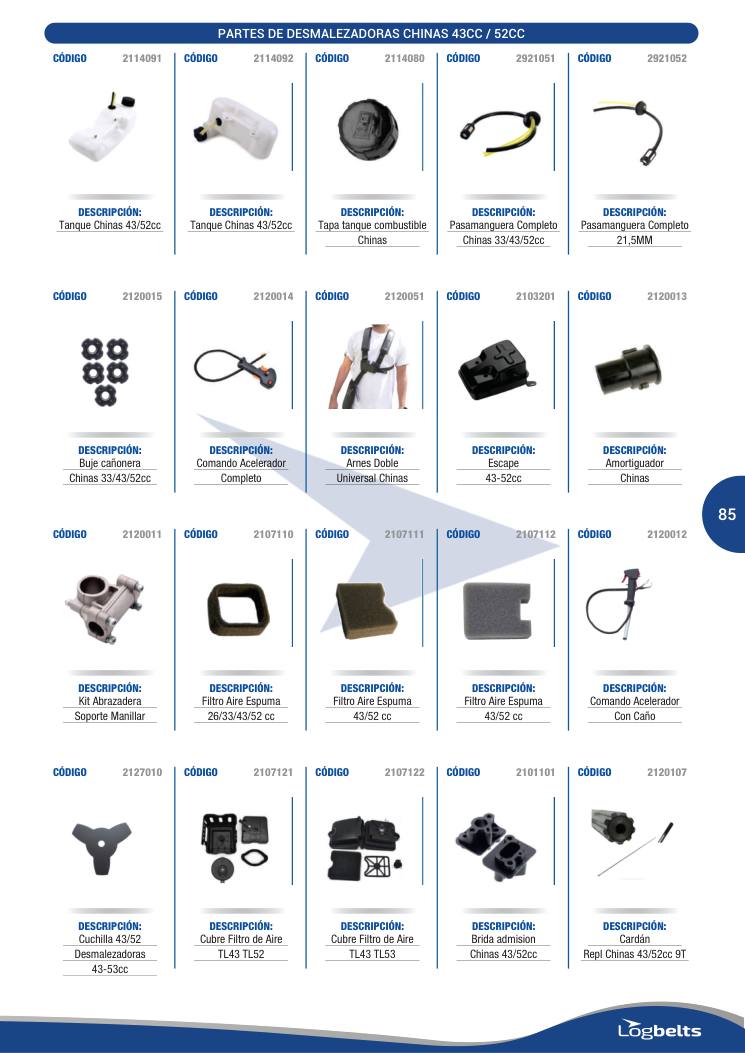 PARTES DE DESMALEZADORAS CHINAS 43CC / 52CC
CÓDIGO 2114091
CÓDIGO 2114092
CÓDIGO 2114080
CÓDIGO 2921051
CÓDIGO 2921052
DESCRIPCIÓN:
Tanque Chinas 43/52cc
DESCRIPCIÓN:
Tanque Chinas 43/52cc
DESCRIPCIÓN:
Tapa tanque combustible
Chinas
DESCRIPCIÓN:
Pasamanguera Completo
Chinas 33/43/52cc
DESCRIPCIÓN:
Pasamanguera Completo
21,5MM
CÓDIGO 2120015
CÓDIGO 2120014
CÓDIGO 2120051
CÓDIGO 2103201
CÓDIGO 2120013
DESCRIPCIÓN:
Buje cañonera
Chinas 33/43/52cc
DESCRIPCIÓN:
Comando Acelerador
Completo
DESCRIPCIÓN:
Arnes Doble
Universal Chinas
DESCRIPCIÓN:
Escape
43-52cc
DESCRIPCIÓN:
Amortiguador
Chinas
85
CÓDIGO 2120011
CÓDIGO 2107110
CÓDIGO 2107111
CÓDIGO 2107112
CÓDIGO 2120012
DESCRIPCIÓN:
Kit Abrazadera
Soporte Manillar
DESCRIPCIÓN:
Filtro Aire Espuma
26/33/43/52 cc
DESCRIPCIÓN:
Filtro Aire Espuma
43/52 cc
DESCRIPCIÓN:
Filtro Aire Espuma
43/52 cc
DESCRIPCIÓN:
Comando Acelerador
Con Caño
CÓDIGO 2127010
CÓDIGO 2107121
CÓDIGO 2107122
CÓDIGO 2101101
CÓDIGO 2120107
DESCRIPCIÓN:
Cuchilla 43/52
Desmalezadoras
43-53cc
DESCRIPCIÓN:
Cubre Filtro de Aire
TL43 TL52
DESCRIPCIÓN:
Cubre Filtro de Aire
TL43 TL53
DESCRIPCIÓN:
Brida admision
Chinas 43/52cc
DESCRIPCIÓN:
Cardán
Repl Chinas 43/52cc 9T
Logbelts